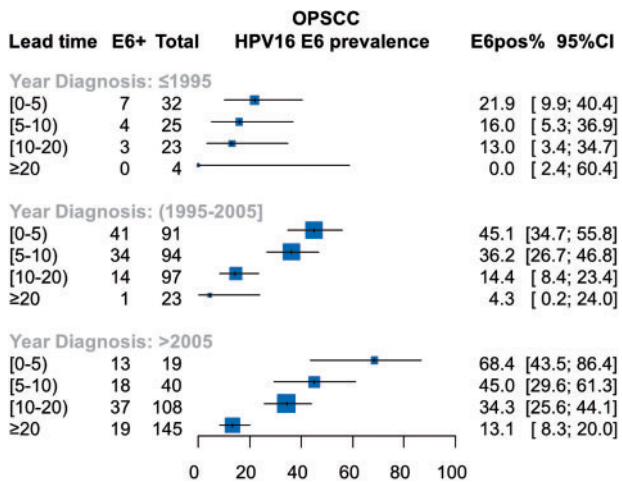 OPSCC
Lead time E6+ Total HPV16 E6 prevalence E6pos% 95%CI
Year Diagnosis: ≤1995
[0-5) 7 32 21.9 [ 9.9; 40.4]
[5-10) 4 25 16.0 [ 5.3; 36.9]
[10-20) 3 23 13.0 [ 3.4; 34.7]
≥20 0 4 0.0 [ 2.4; 60.4]
Year Diagnosis: (1995-2005]
[0-5) 41 91 45.1 [34.7; 55.8]
[5-10) 34 94 36.2 [26.7; 46.8]
[10-20) 14 97 14.4 [ 8.4; 23.4]
≥20 1 23 4.3 [ 0.2; 24.0]
Year Diagnosis: >2005
[0-5) 13 19 68.4 [43.5; 86.4]
[5-10) 18 40 45.0 [29.6; 61.3]
[10-20) 37 108 34.3 [25.6; 44.1]
≥20 19 145 13.1 [ 8.3; 20.0]
0 20 40 60 80 100